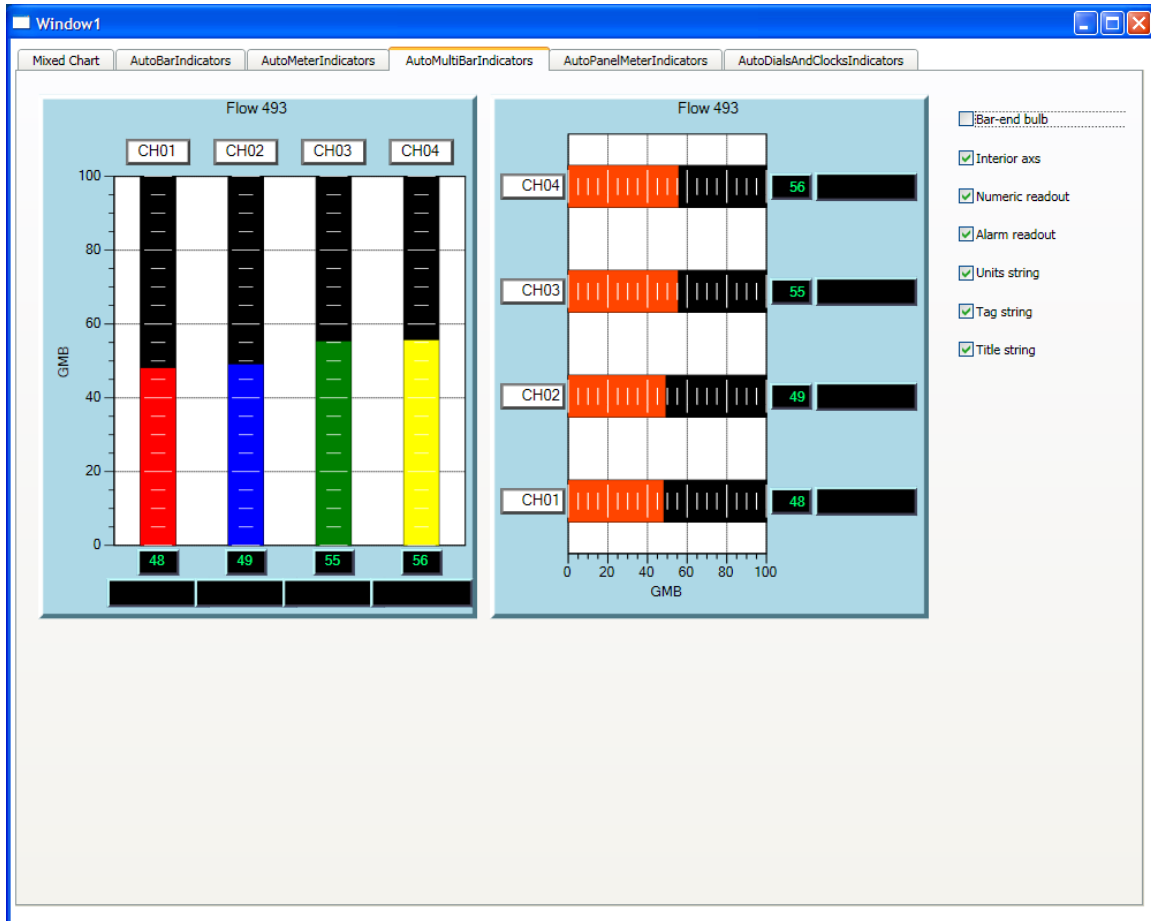 Window1
Mixed Chart AutoBarIndicators AutoMeterIndicators AutoMultiBarIndicators AutoPanelMeterIndicators AutoDialsAndClocksIndicators
Flow 493
CH01 CH02 CH03 CH04
100
80
60
40
20
0
GMB
48 49 55 56
Flow 493
CH04 56
CH03 55
CH02 49
CH01 48
0 20 40 60 80 100
GMB
Bar-end bulb
Interior axs
Numeric readout
Alarm readout
Units string
Tag string
Title string